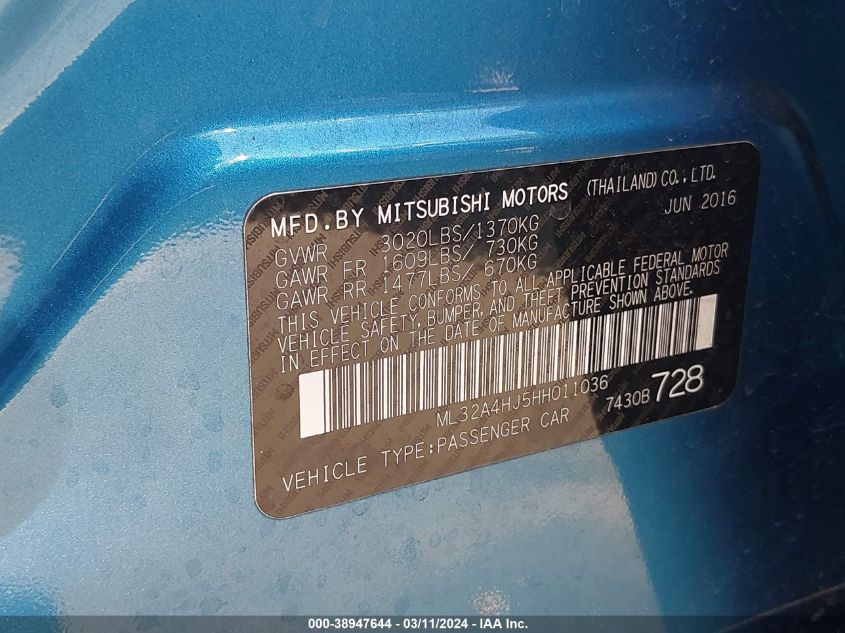 MFD.BY MITSUBISHI MOTORS (THAILAND) CO., LTD.
JUN 2016
GVWR 3020LBS/1370KG
GAWR FR 1609LBS/ 730KG
GAWR RR 1477LBS/ 670KG
THIS VEHICLE CONFORMS TO ALL APPLICABLE FEDERAL MOTOR
VEHICLE SAFETY, BUMPER, AND THEFT PREVENTION STANDARDS
IN EFFECT ON THE DATE OF MANUFACTURE SHOWN ABOVE.
ML32A4HJ5HH011036
7430B 728
VEHICLE TYPE:PASSENGER CAR
000-38947644 - 03/11/2024 - © IAA Inc.